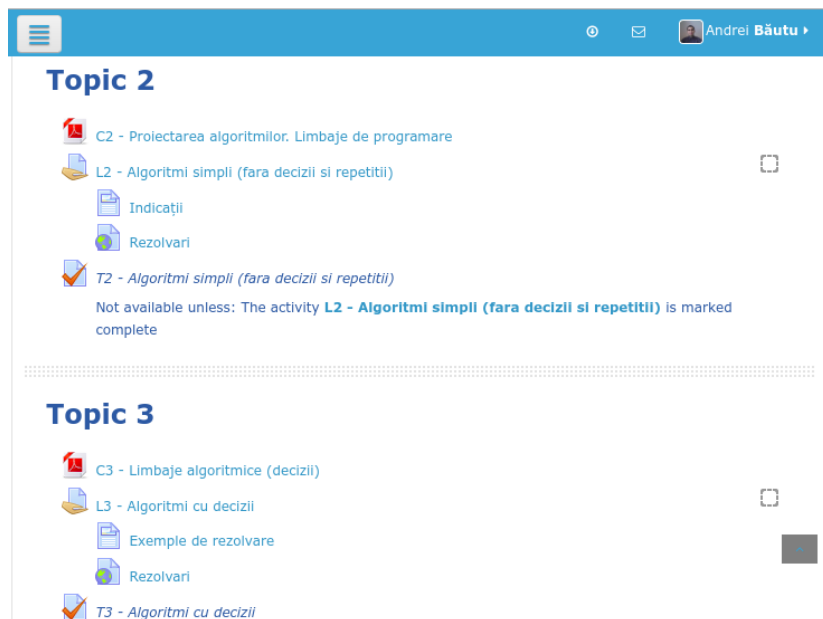 Andrei Băutu
Topic 2
C2 - Proiectarea algoritmilor. Limbaje de programare
L2 - Algoritmi simpli (fara decizii si repetitii)
Indicații
Rezolvari
T2 - Algoritmi simpli (fara decizii si repetitii)
Not available unless: The activity L2 - Algoritmi simpli (fara decizii si repetitii) is marked
complete
Topic 3
C3 - Limbaje algoritmice (decizii)
L3 - Algoritmi cu decizii
Exemple de rezolvare
Rezolvari
T3 - Algoritmi cu decizii